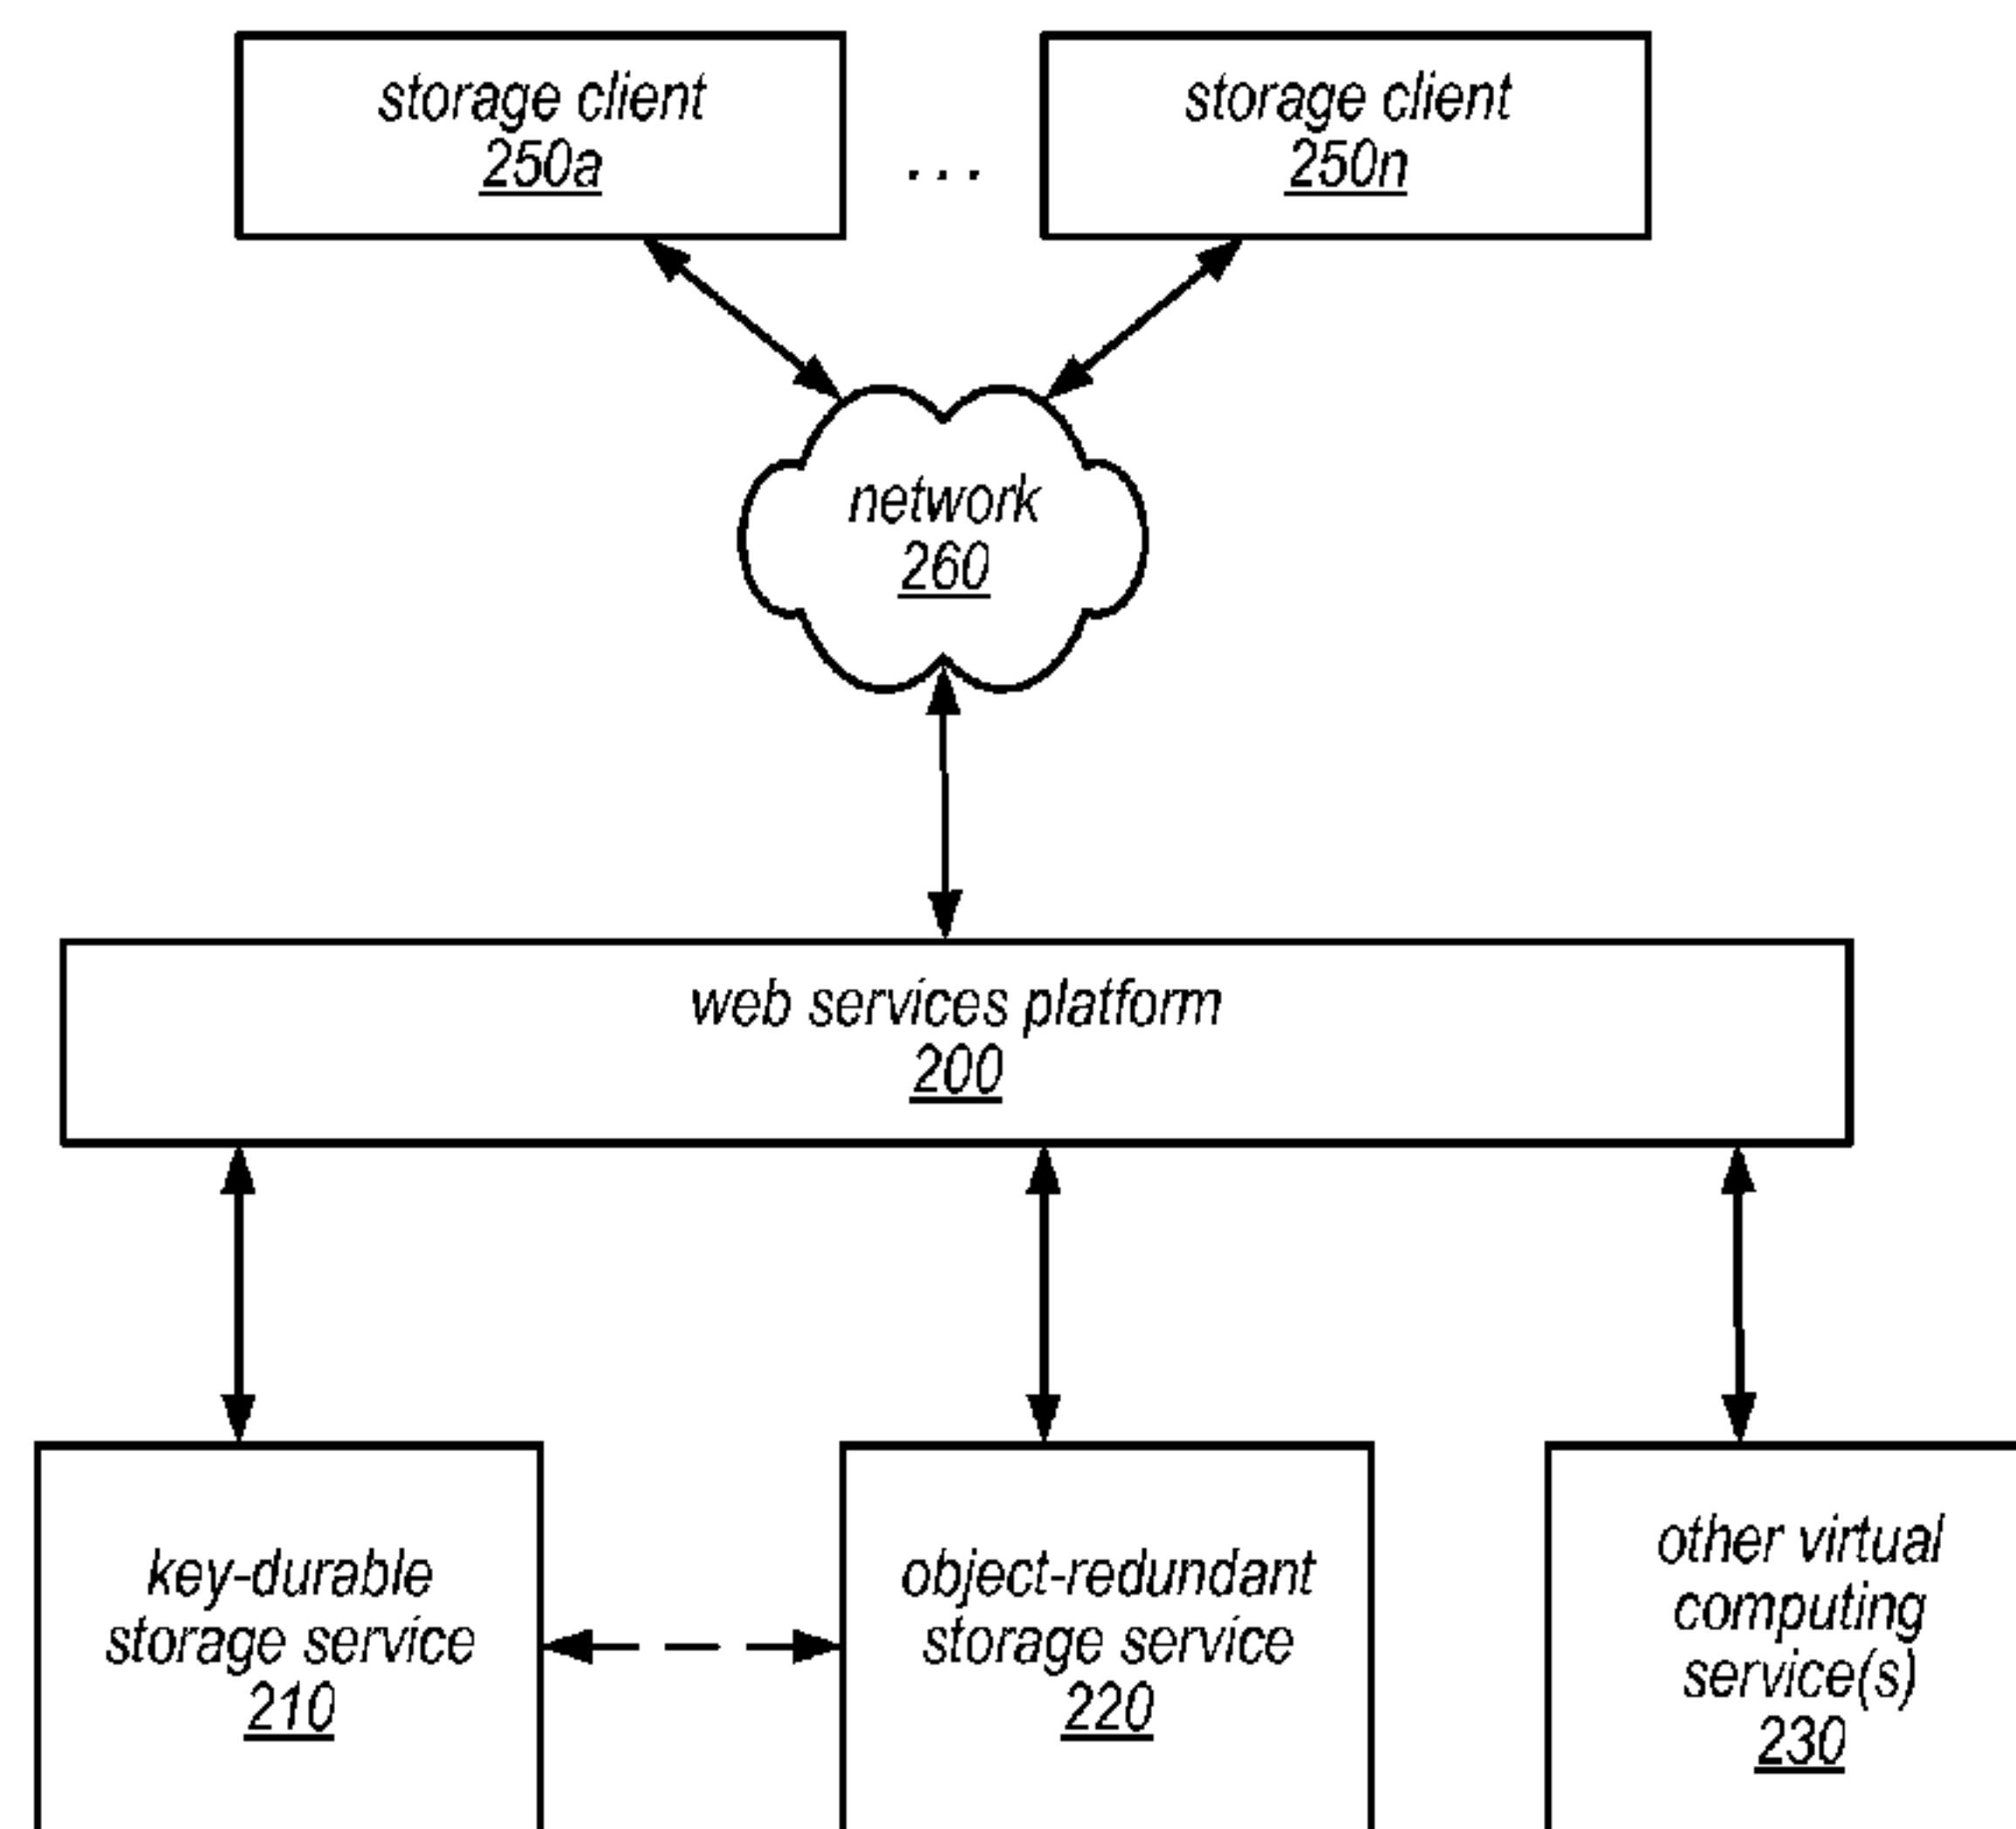 storage client
250a
. . .
storage client
250n
network
260
web services platform
200
key-durable
storage service
210
object-redundant
storage service
220
other virtual
computing
service(s)
230